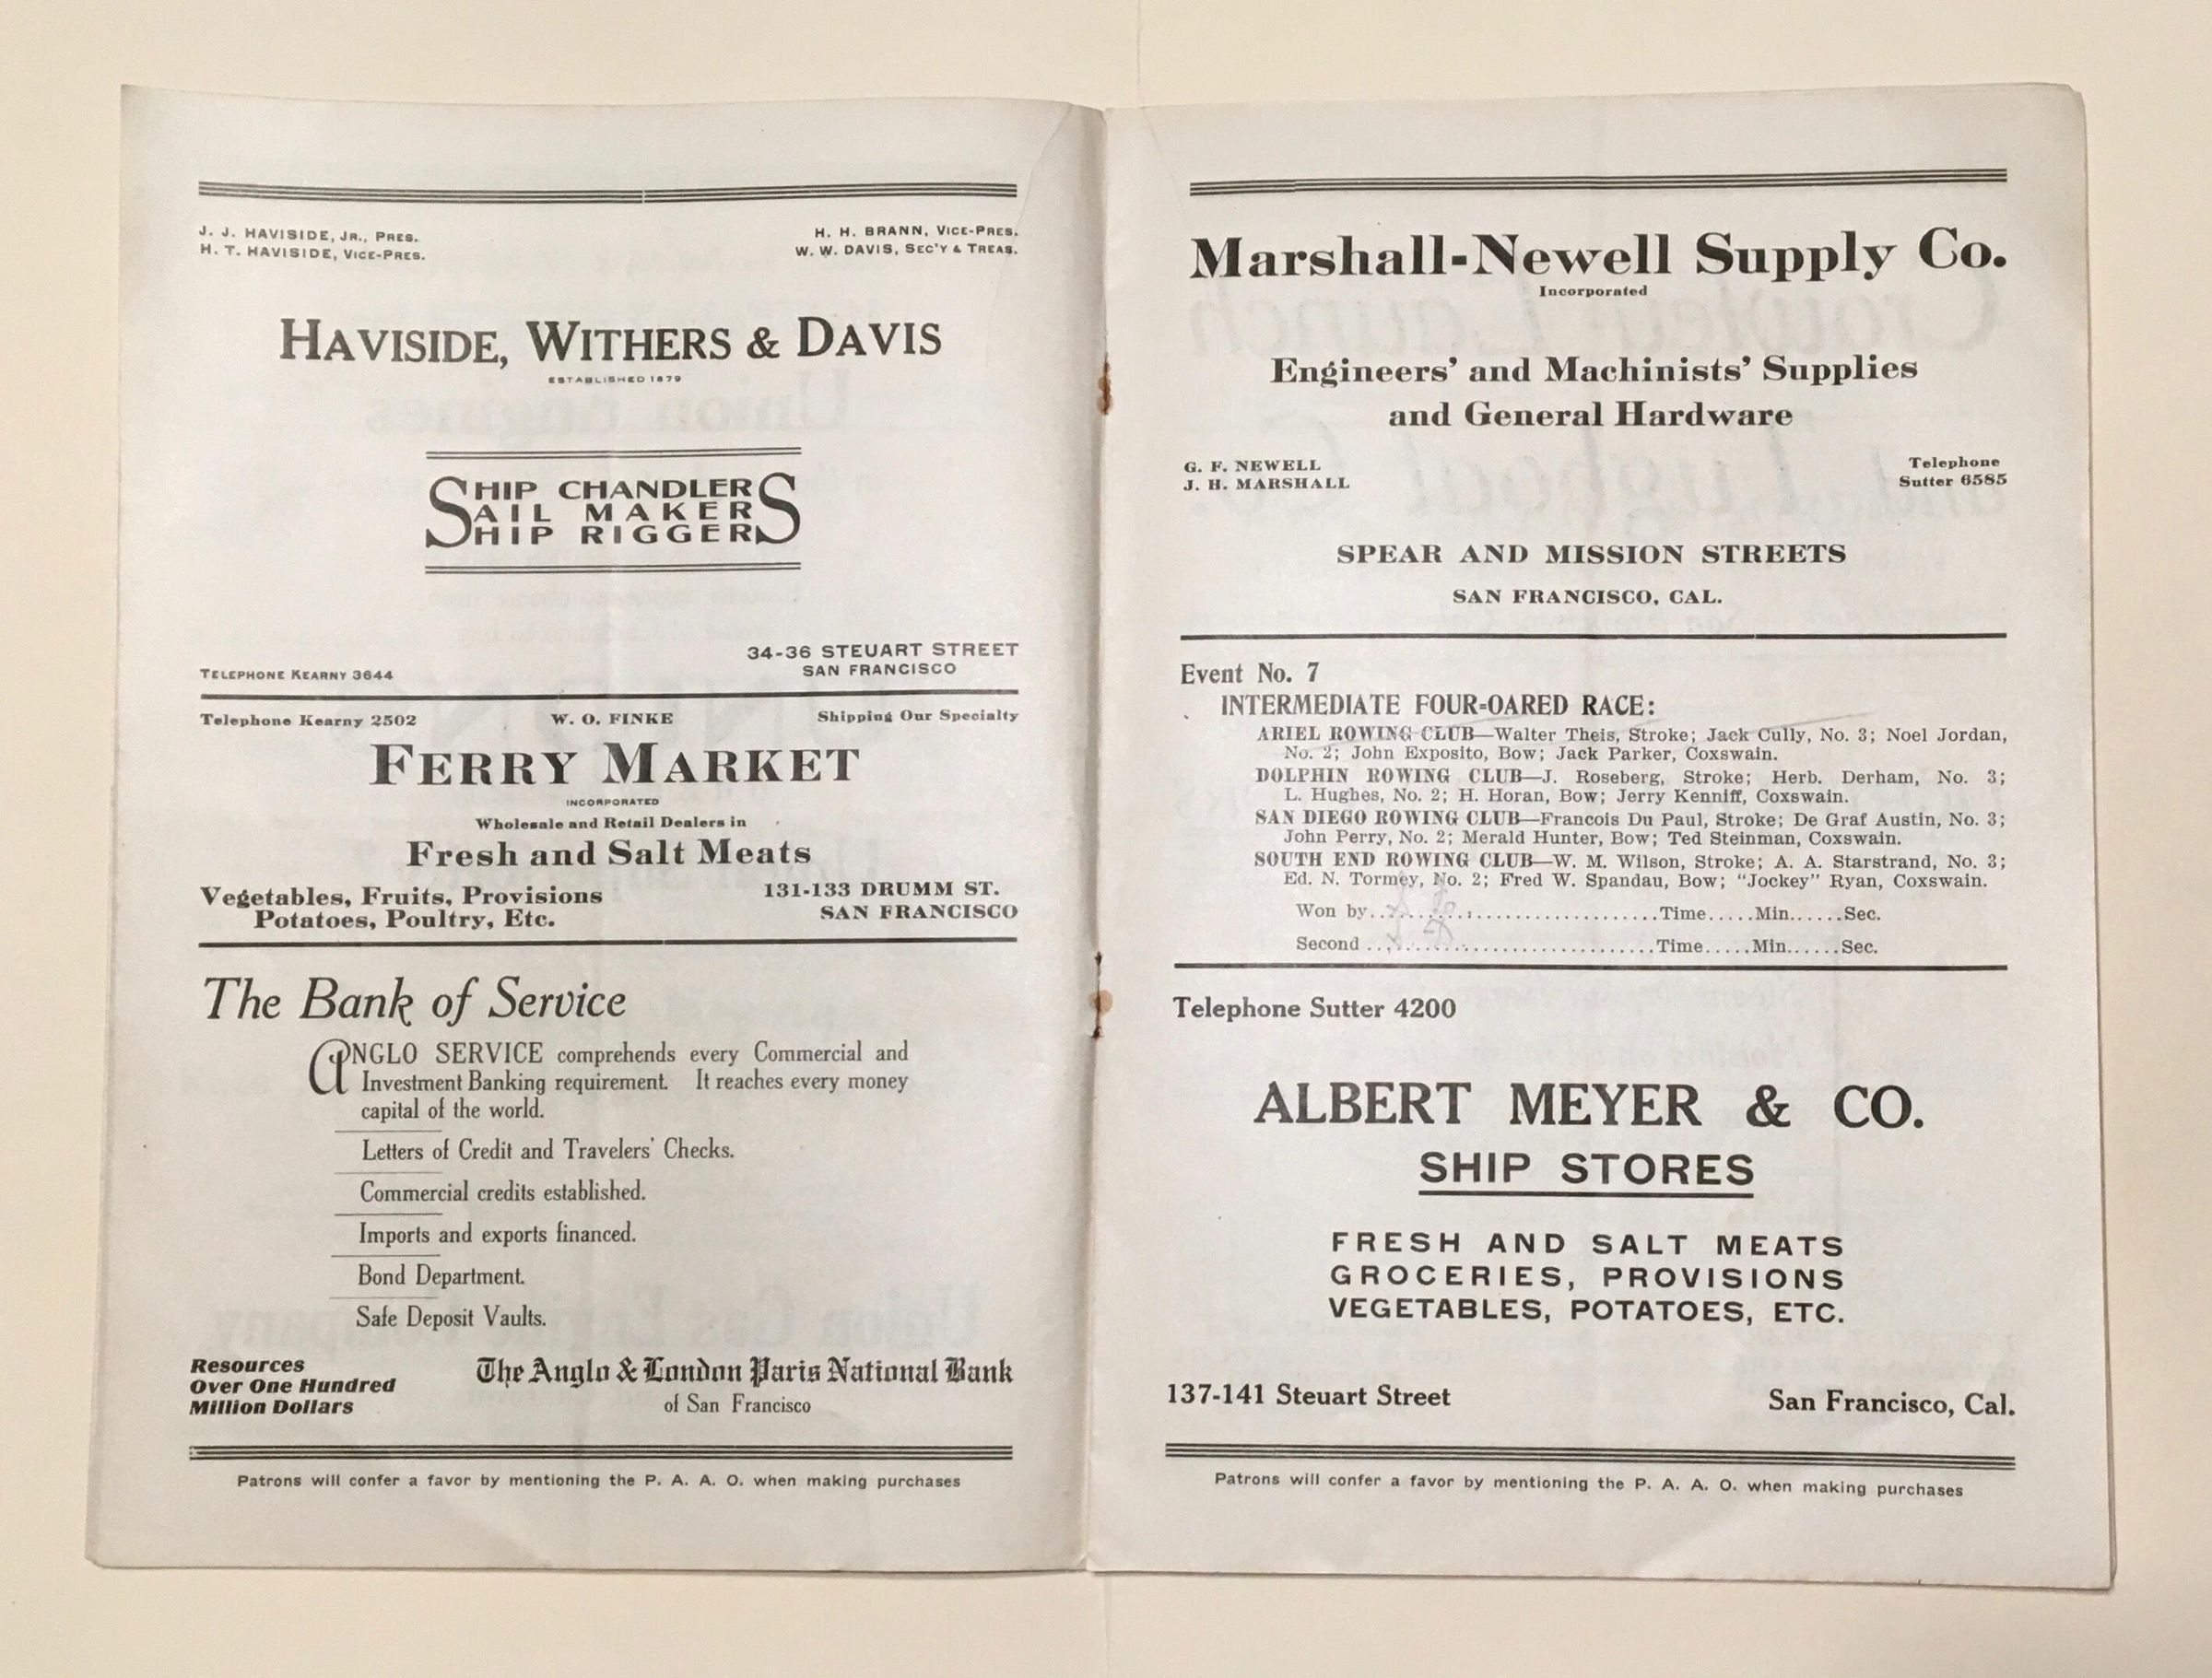 J. J. HAVISIDE, JR., PRES.
H. T. HAVISIDE, VICE-PRES.
H. H. BRANN, VICE-PRES.
W. W. DAVIS, SEC'Y & TREAS.
HAVISIDE, WITHERS & DAVIS
ESTABLISHED 1879
SHIP CHANDLERS
SAIL MAKERS
SHIP RIGGERS
TELEPHONE KEARNY 3644
34-36 STEUART STREET
SAN FRANCISCO
Telephone Kearny 2502 W. O. FINKE Shipping Our Specialty
FERRY MARKET
INCORPORATED
Wholesale and Retail Dealers in
Fresh and Salt Meats
Vegetables, Fruits, Provisions
Potatoes, Poultry, Etc.
131-133 DRUMM ST.
SAN FRANCISCO
The Bank of Service
ANGLO SERVICE comprehends every Commercial and
Investment Banking requirement. It reaches every money
capital of the world.
Letters of Credit and Travelers' Checks.
Commercial credits established.
Imports and exports financed.
Bond Department.
Safe Deposit Vaults.
Resources
Over One Hundred
Million Dollars
The Anglo & London Paris National Bank
of San Francisco
Patrons will confer a favor by mentioning the P. A. A. O. when making purchases
Marshall-Newell Supply Co.
Incorporated
Engineers' and Machinists' Supplies
and General Hardware
G. F. NEWELL
J. H. MARSHALL
Telephone
Sutter 6585
SPEAR AND MISSION STREETS
SAN FRANCISCO, CAL.
Event No. 7
INTERMEDIATE FOUR-OARED RACE:
ARIEL ROWING CLUB—Walter Theis, Stroke; Jack Cully, No. 3; Noel Jordan,
No. 2; John Exposito, Bow; Jack Parker, Coxswain.
DOLPHIN ROWING CLUB—J. Roseberg, Stroke; Herb. Derham, No. 3;
L. Hughes, No. 2; H. Horan, Bow; Jerry Kenniff, Coxswain.
SAN DIEGO ROWING CLUB—Francois Du Paul, Stroke; De Graf Austin, No. 3;
John Perry, No. 2; Merald Hunter, Bow; Ted Steinman, Coxswain.
SOUTH END ROWING CLUB—W. M. Wilson, Stroke; A. A. Starstrand, No. 3;
Ed. N. Tormey, No. 2; Fred W. Spandau, Bow; "Jockey" Ryan, Coxswain.
Won by..................................Time.....Min......Sec.
Second..................................Time.....Min......Sec.
Telephone Sutter 4200
ALBERT MEYER & CO.
SHIP STORES
FRESH AND SALT MEATS
GROCERIES, PROVISIONS
VEGETABLES, POTATOES, ETC.
137-141 Steuart Street San Francisco, Cal.
Patrons will confer a favor by mentioning the P. A. A. O. when making purchases